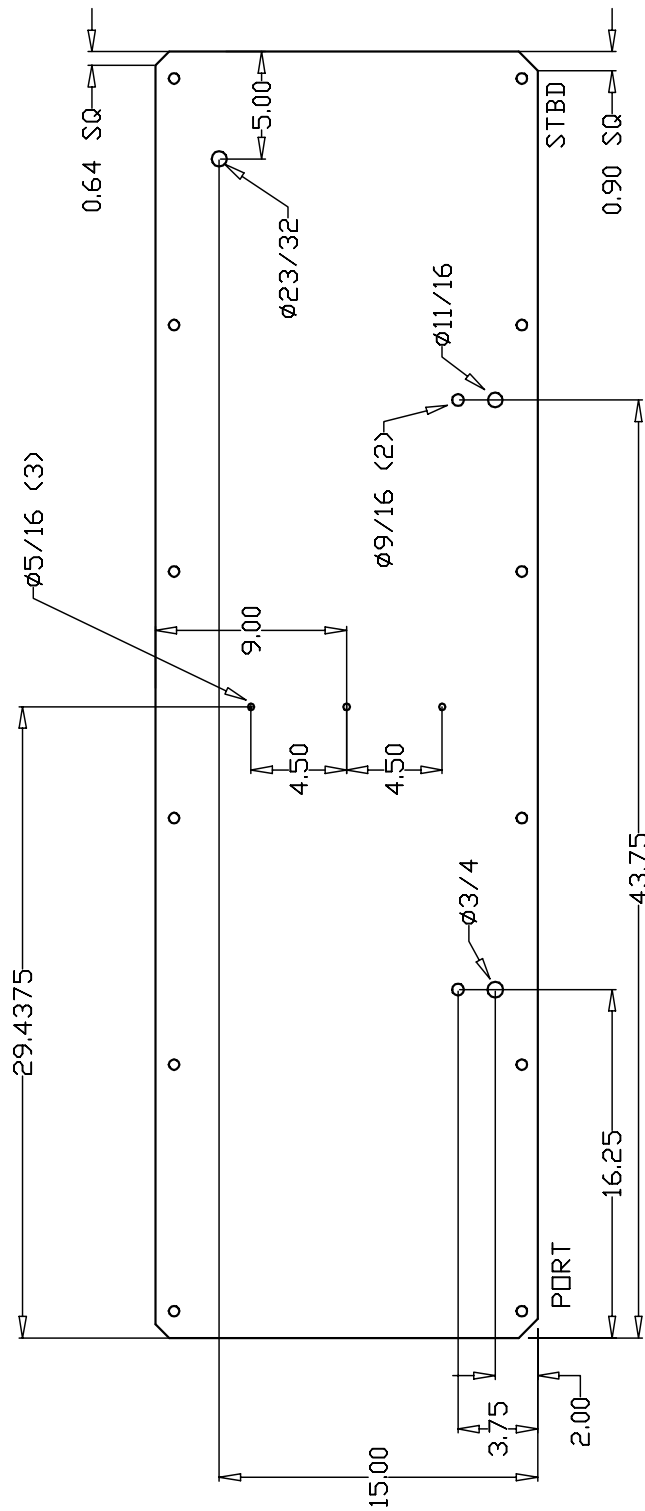 0.64 SQ
5.00
STBD
0.90 SQ
ø23/32
ø11/16
ø9/16 (2)
ø5/16 (3)
9.00
4.50
4.50
43.75
ø3/4
29.4375
16.25
PORT
3.75
2.00
15.00